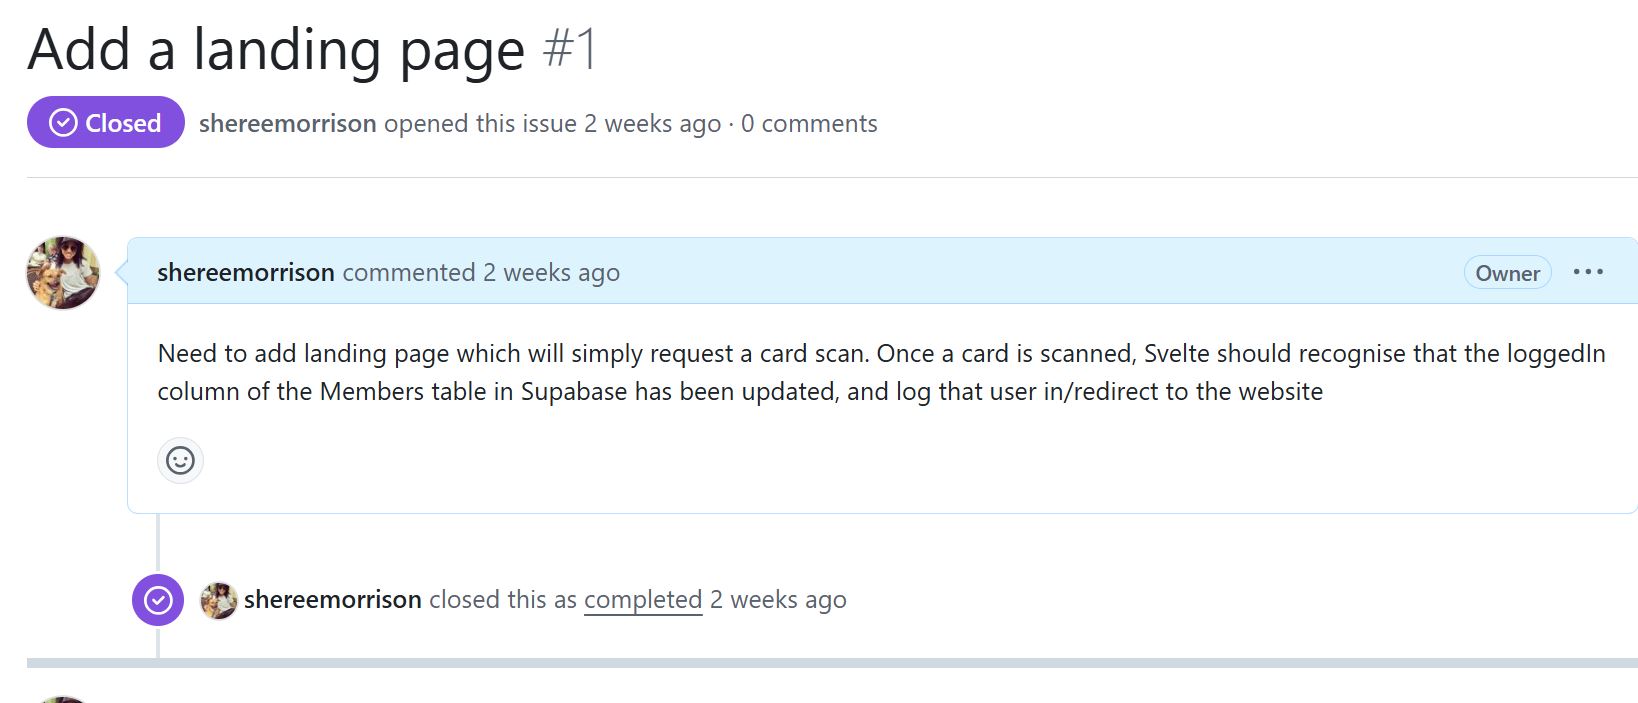 Add a landing page #1
Closed shereemorrison opened this issue 2 weeks ago · 0 comments
shereemorrison commented 2 weeks ago Owner
Need to add landing page which will simply request a card scan. Once a card is scanned, Svelte should recognise that the loggedIn
column of the Members table in Supabase has been updated, and log that user in/redirect to the website
shereemorrison closed this as completed 2 weeks ago